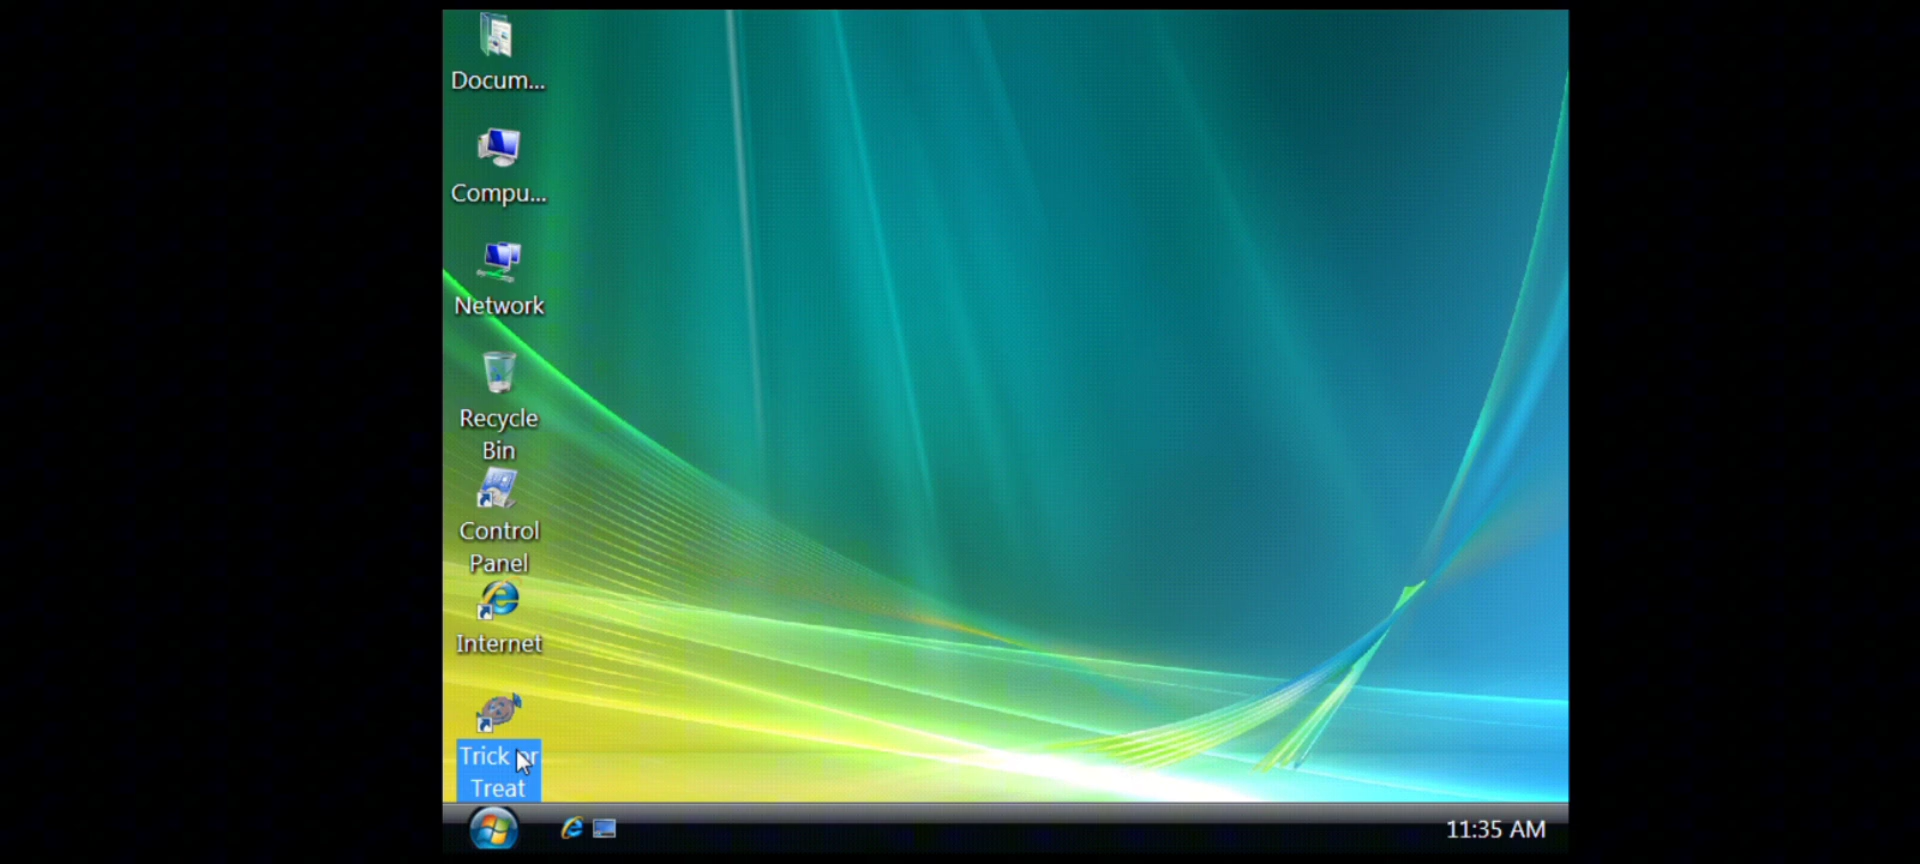 Docum...
Compu...
Network
Recycle
Bin
Control
Panel
Internet
Trick or
Treat
11:35 AM